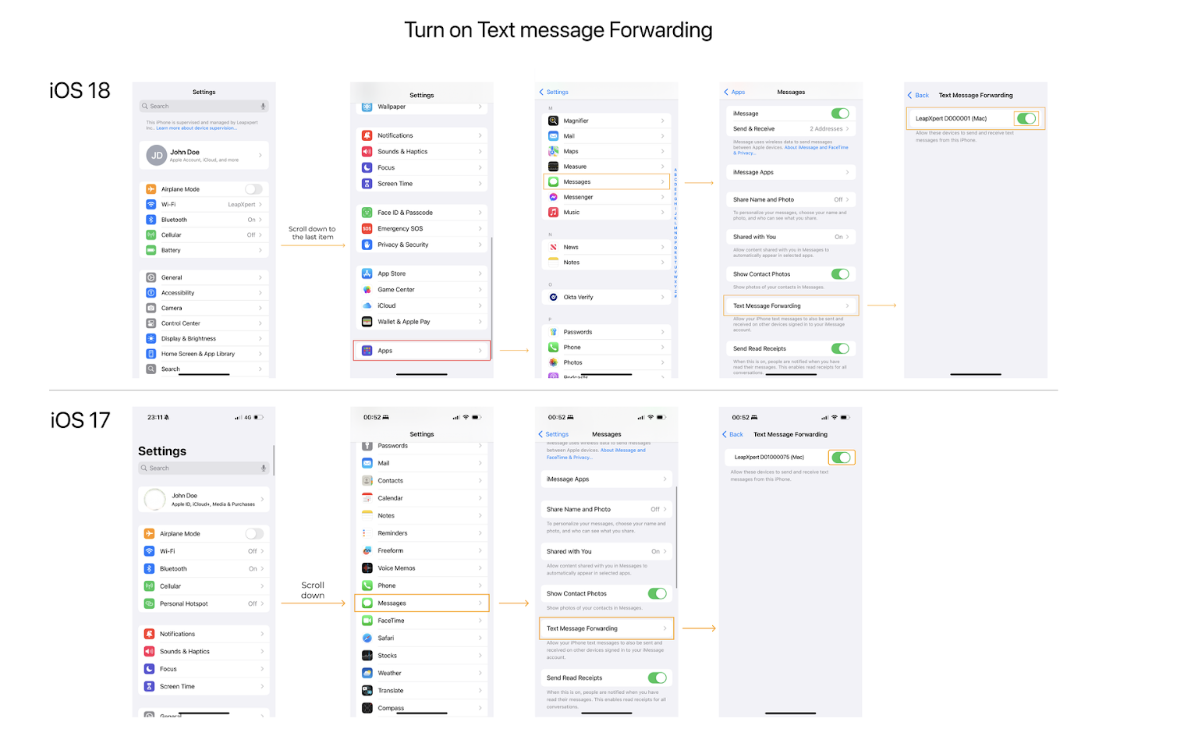 Turn on Text message Forwarding
iOS 18
Settings
Search
This iPhone is supervised and managed by Leapxpert
Inc. Learn more about device supervision...
JD
John Doe
Apple Account, iCloud, and more
Airplane Mode
Wi-Fi LeapXpert
Bluetooth On
Cellular Off
Battery
General
Accessibility
Camera
Control Center
Display & Brightness
Home Screen & App Library
Search
Scroll down to
the last item
Settings
Wallpaper
Notifications
Sounds & Haptics
Focus
Screen Time
Face ID & Passcode
SOS Emergency SOS
Privacy & Security
App Store
Game Center
iCloud
Wallet & Apple Pay
Apps
Settings
M
Magnifier
Mail
Maps
Measure
Messages
Messenger
Music
N
News
Notes
O
Okta Verify
P
Passwords
Phone
Photos
Podcasts
Apps Messages
iMessage
Send & Receive 2 Addresses
iMessage uses wireless data to send messages
between Apple devices. About iMessage and FaceTime
& Privacy...
iMessage Apps
Share Name and Photo Off
To personalize your messages, choose your name and
photo, and who can see what you share.
Shared with You On
Allow content shared with you in Messages to
automatically appear in selected apps.
Show Contact Photos
Show photos of your contacts in Messages.
Text Message Forwarding
Allow your iPhone text messages to also be sent and
received on other devices signed in to your iMessage
account.
Send Read Receipts
When this is on, people are notified when you have
read their messages. This enables read receipts for all
conversations.
Back Text Message Forwarding
LeapXpert D000001 (Mac)
Allow these devices to send and receive text
messages from this iPhone.
iOS 17
23:11 4G
Settings
Search
John Doe
Apple ID, iCloud+, Media & Purchases
Airplane Mode
Wi-Fi Off
Bluetooth On
Cellular
Personal Hotspot Off
Notifications
Sounds & Haptics
Focus
Screen Time
General
Scroll
down
00:52
Settings
Passwords
Mail
Contacts
Calendar
Notes
Reminders
Freeform
Voice Memos
Phone
Messages
FaceTime
Safari
Stocks
Weather
Translate
Compass
00:52
Settings Messages
iMessage uses wireless data to send messages
between Apple devices. About iMessage and
FaceTime & Privacy...
iMessage Apps
Share Name and Photo Off
To personalize your messages, choose your name and
photo, and who can see what you share.
Shared with You On
Allow content shared with you in Messages to
automatically appear in selected apps.
Show Contact Photos
Show photos of your contacts in Messages.
Text Message Forwarding
Allow your iPhone text messages to also be sent and
received on other devices signed in to your iMessage
account.
Send Read Receipts
When this is on, people are notified when you have
read their messages. This enables read receipts for all
conversations.
00:52
Back Text Message Forwarding
LeapXpert D01000076 (Mac)
Allow these devices to send and receive text
messages from this iPhone.